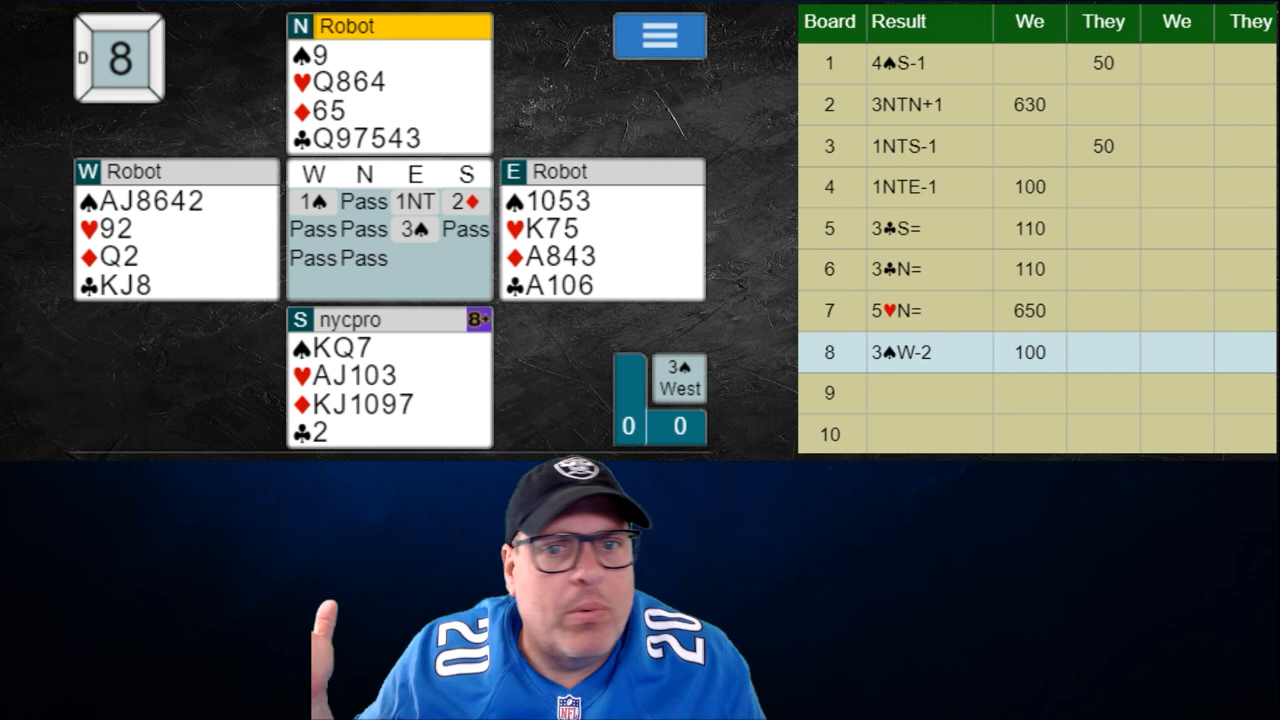 D 8
N Robot
♠9
♥Q864
♦65
♣Q97543
W Robot
♠AJ8642
♥92
♦Q2
♣KJ8
W N E S
1♠ Pass 1NT 2♦
Pass Pass 3♠ Pass
Pass Pass
E Robot
♠1053
♥K75
♦A843
♣A106
S nycpro 8+
♠KQ7
♥AJ103
♦KJ1097
♣2
3♠
West
0 0
Board Result We They We They
1 4♠S-1 50
2 3NTN+1 630
3 1NTS-1 50
4 1NTE-1 100
5 3♣S= 110
6 3♣N= 110
7 5♥N= 650
8 3♠W-2 100
9
10
20 20
NFL